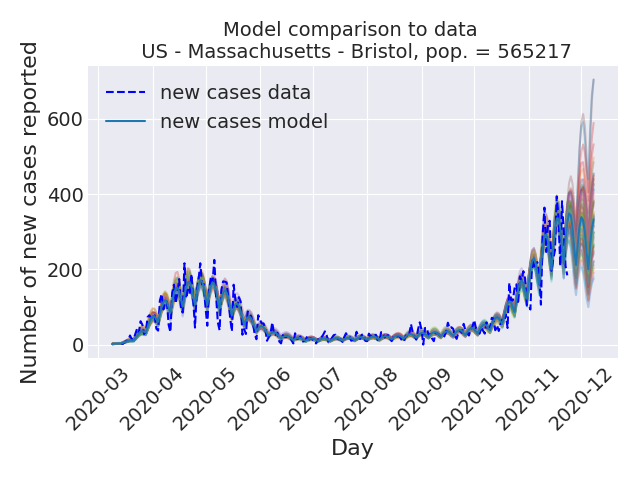 Model comparison to data
US - Massachusetts - Bristol, pop. = 565217
Number of new cases reported
600
400
200
0
new cases data
new cases model
2020-03
2020-04
2020-05
2020-06
2020-07
2020-08
2020-09
2020-10
2020-11
2020-12
Day